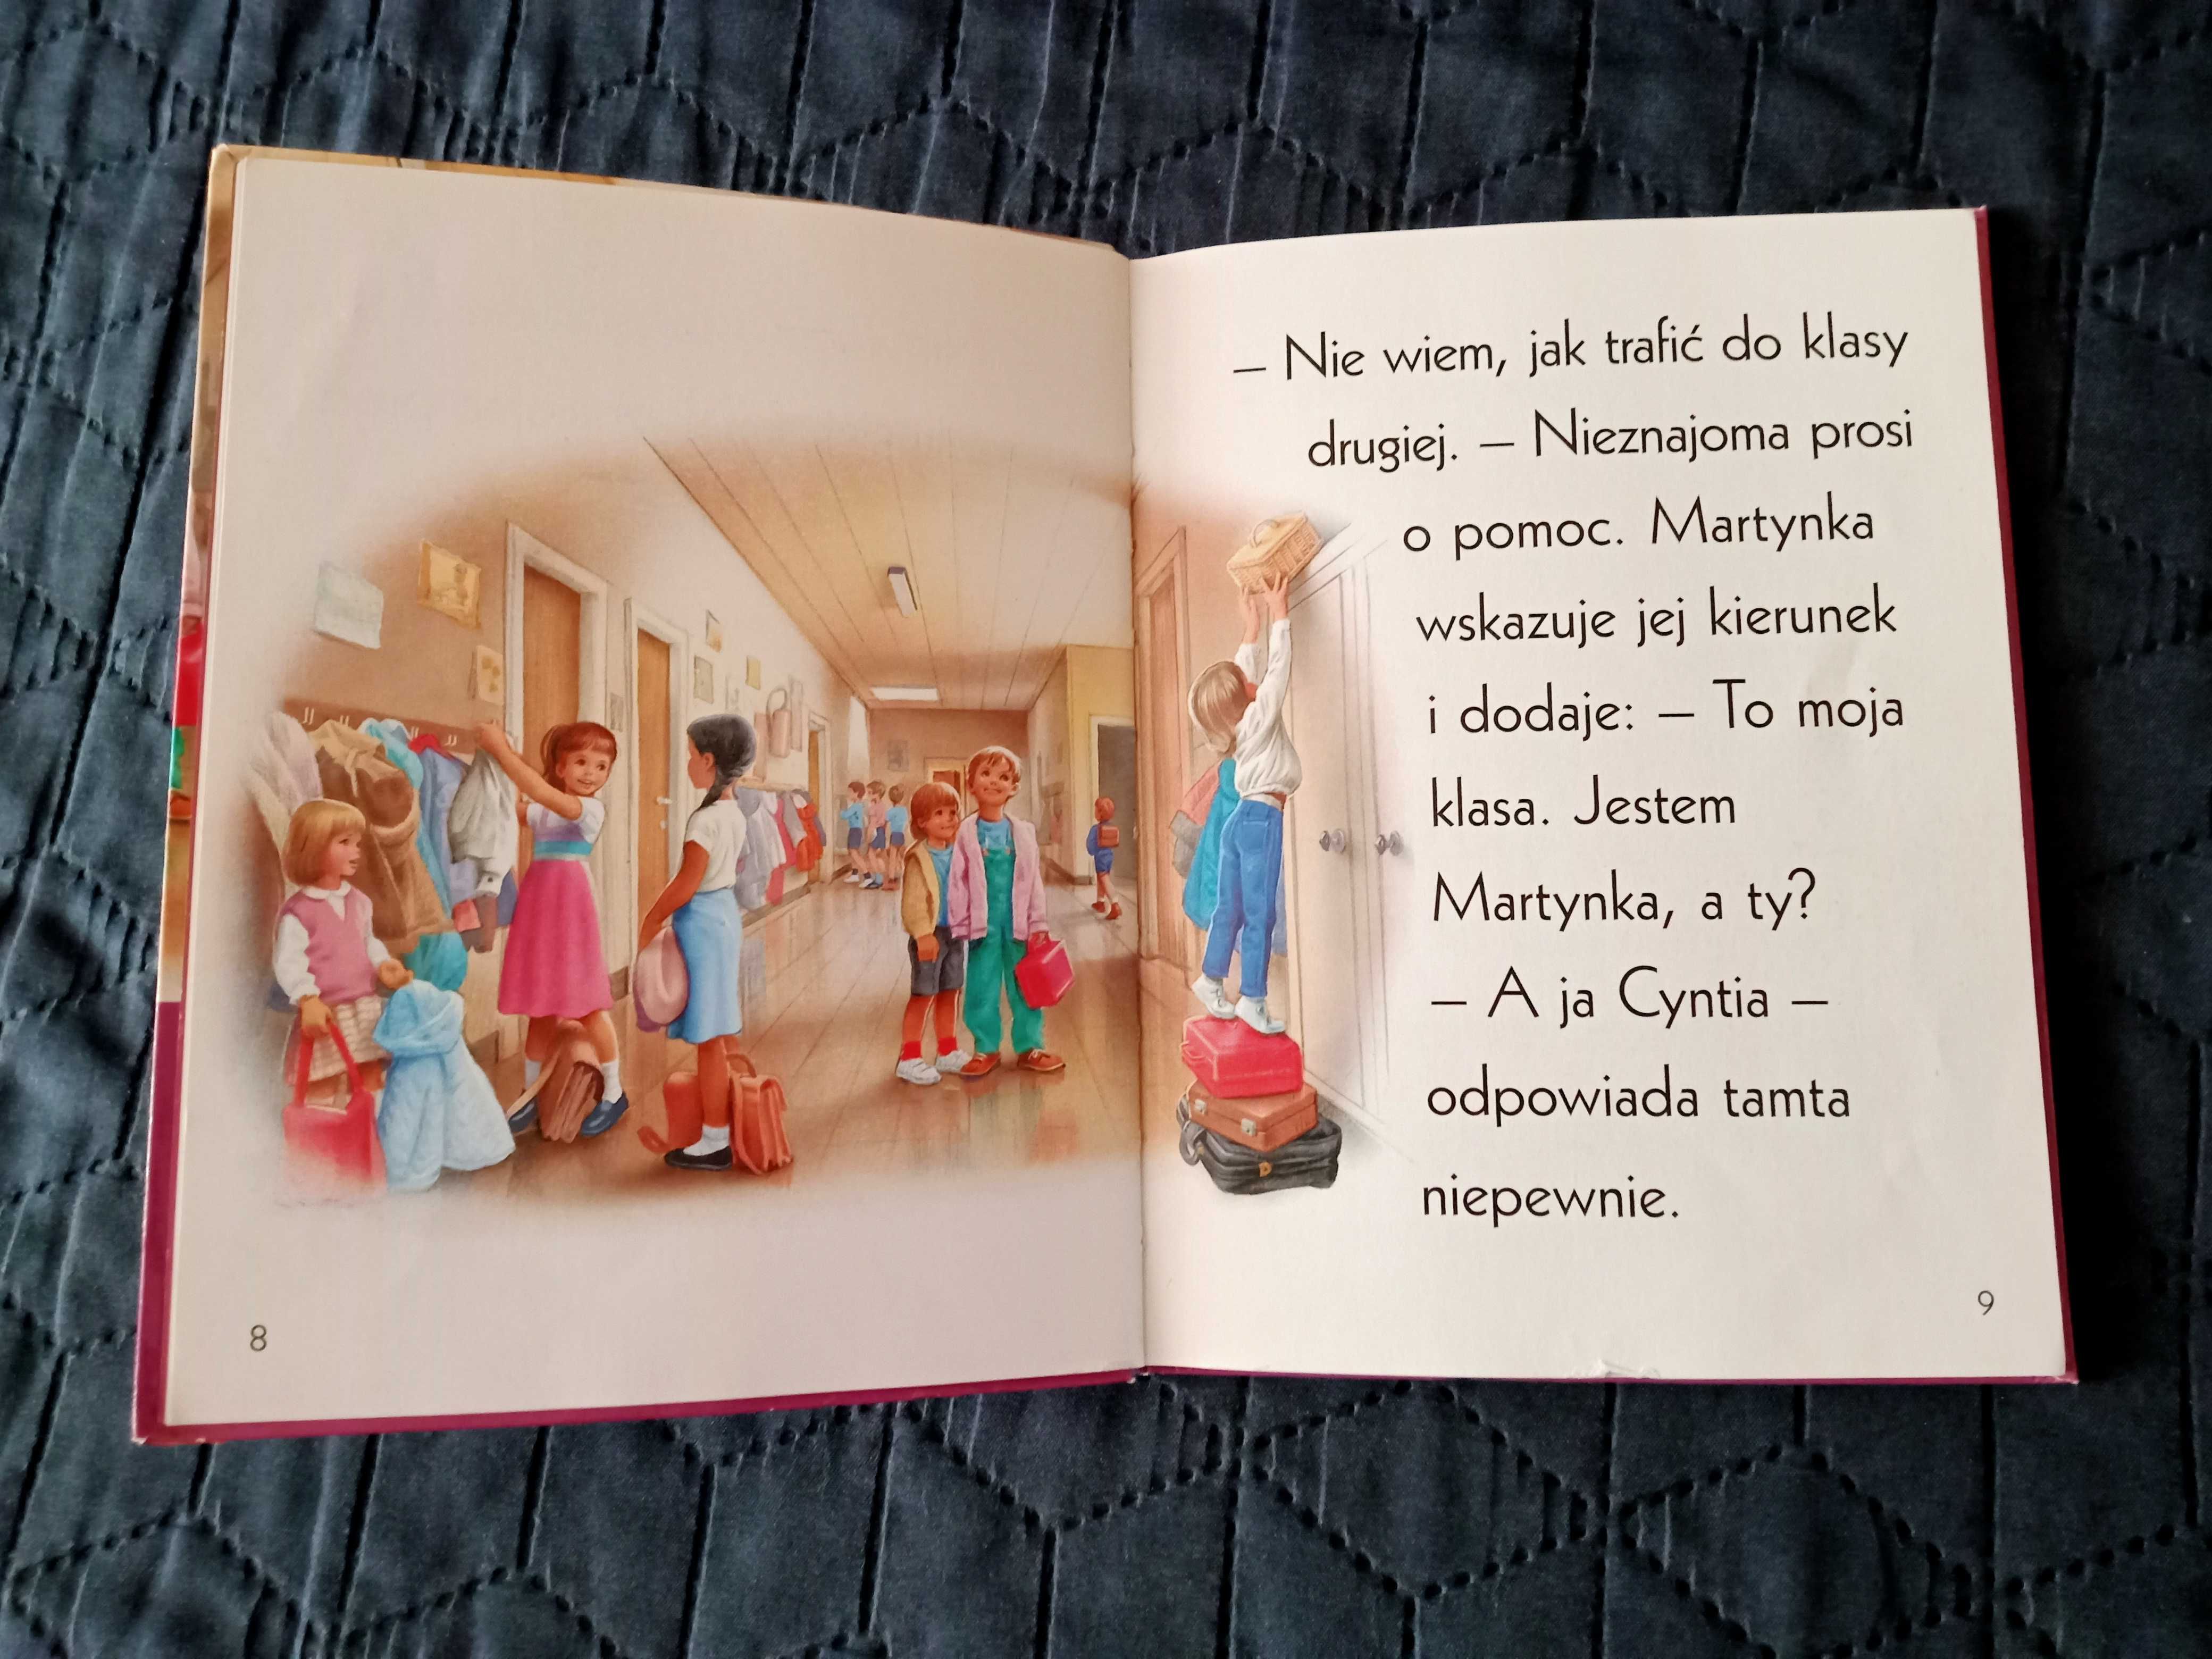 – Nie wiem, jak trafić do klasy
drugiej. – Nieznajoma prosi
o pomoc. Martynka
wskazuje jej kierunek
i dodaje: – To moja
klasa. Jestem
Martynka, a ty?
– A ja Cyntia –
odpowiada tamta
niepewnie.
8
9